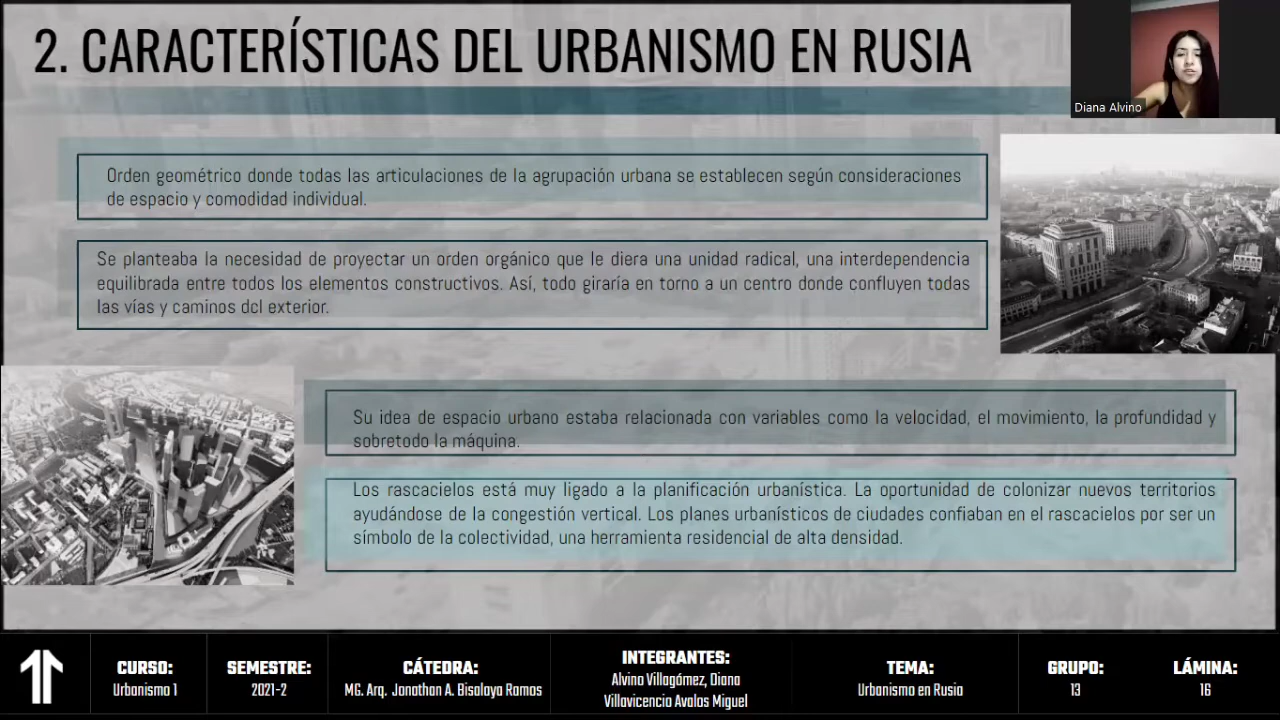 2. CARACTERÍSTICAS DEL URBANISMO EN RUSIA
Diana Alvino
Orden geométrico donde todas las articulaciones de la agrupación urbana se establecen según consideraciones
de espacio y comodidad individual.
Se planteaba la necesidad de proyectar un orden orgánico que le diera una unidad radical, una interdependencia
equilibrada entre todos los elementos constructivos. Así, todo giraría en torno a un centro donde confluyen todas
las vías y caminos del exterior.
Su idea de espacio urbano estaba relacionada con variables como la velocidad, el movimiento, la profundidad y
sobretodo la máquina.
Los rascacielos está muy ligado a la planificación urbanística. La oportunidad de colonizar nuevos territorios
ayudándose de la congestión vertical. Los planes urbanísticos de ciudades confiaban en el rascacielos por ser un
símbolo de la colectividad, una herramienta residencial de alta densidad.
CURSO:
Urbanismo 1
SEMESTRE:
2021-2
CÁTEDRA:
MG. Arq. Jonathan A. Bisalaya Ramos
INTEGRANTES:
Alvino Villagómez, Diana
Villavicencio Avalos Miguel
TEMA:
Urbanismo en Rusia
GRUPO:
13
LÁMINA:
16